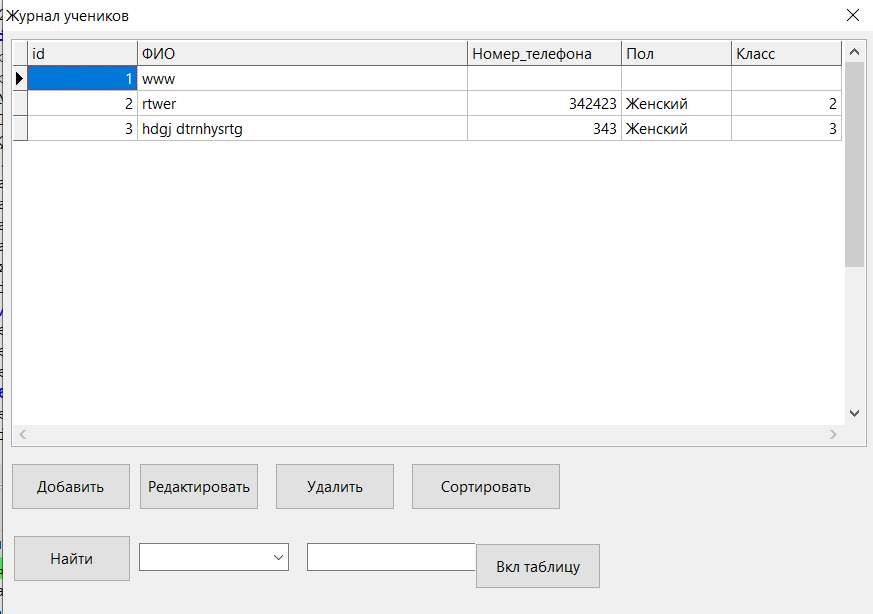 Журнал учеников
id ФИО Номер_телефона Пол Класс
1 www
2 rtwer 342423 Женский 2
3 hdgj dtrnhysrtg 343 Женский 3
Добавить Редактировать Удалить Сортировать
Найти Вкл таблицу